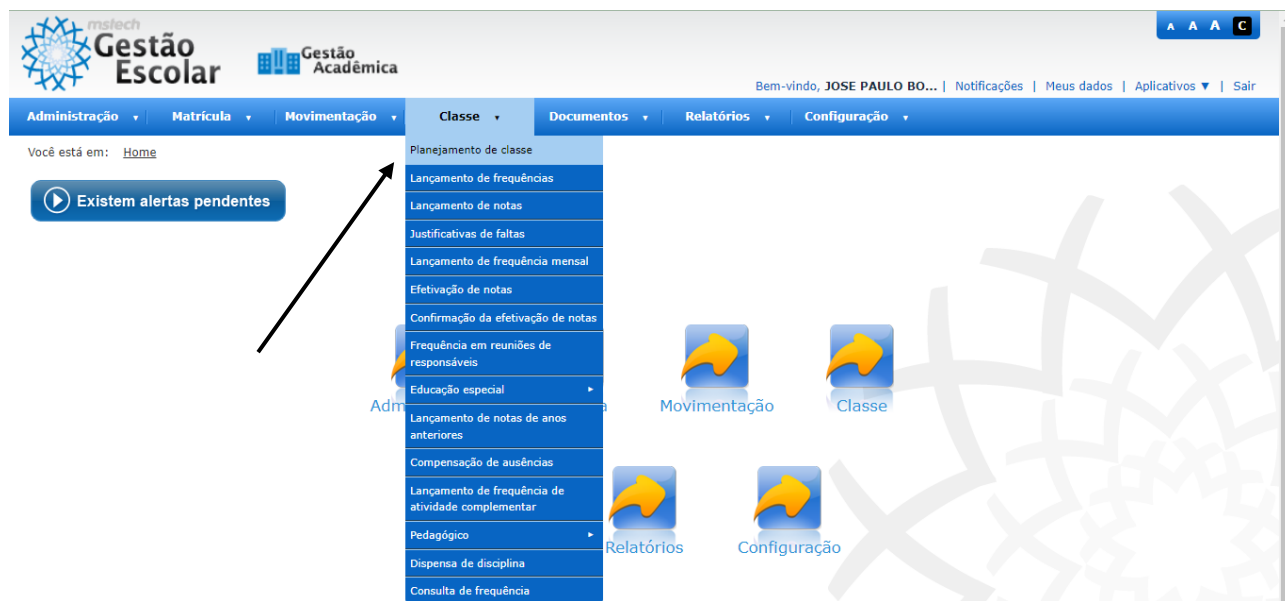 mstech
Gestão
Escolar
Gestão
Acadêmica
A A A C
Bem-vindo, JOSE PAULO BO... | Notificações | Meus dados | Aplicativos ▼ | Sair
Administração Matrícula Movimentação Classe Documentos Relatórios Configuração
Você está em: Home
Existem alertas pendentes
Planejamento de classe
Lançamento de frequências
Lançamento de notas
Justificativas de faltas
Lançamento de frequência mensal
Efetivação de notas
Confirmação da efetivação de notas
Frequência em reuniões de
responsáveis
Educação especial
Lançamento de notas de anos
anteriores
Compensação de ausências
Lançamento de frequência de
atividade complementar
Pedagógico
Dispensa de disciplina
Consulta de frequência
Adm
a
Movimentação
Classe
Relatórios
Configuração